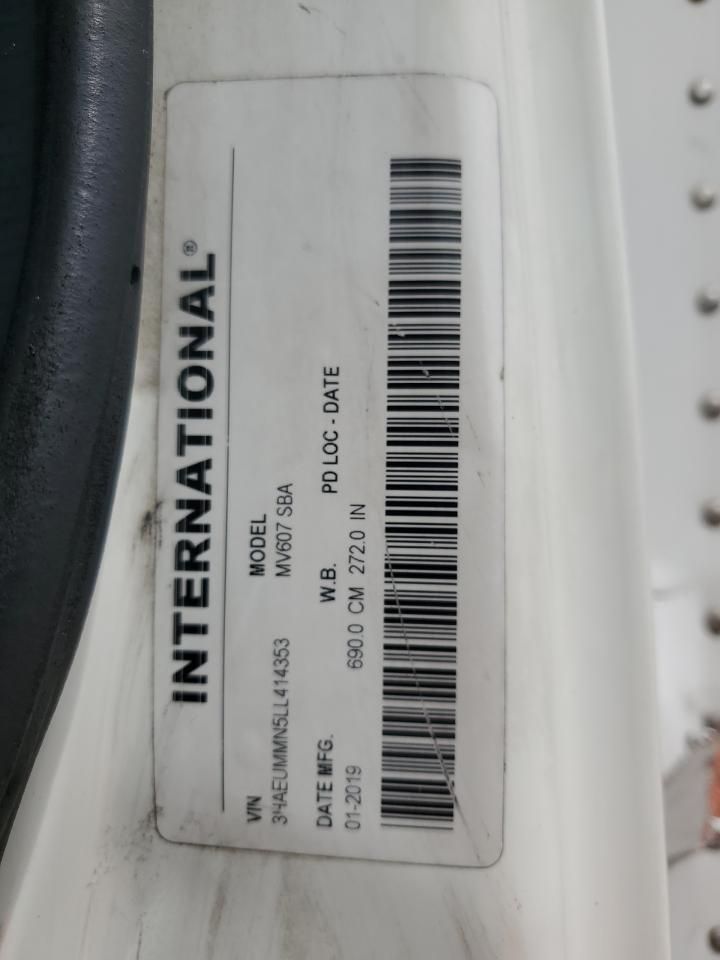 INTERNATIONAL®
VIN MODEL
3HAEUMMN5LL414353 MV607 SBA
DATE MFG. W.B. PD LOC - DATE
01-2019 690.0 CM 272.0 IN